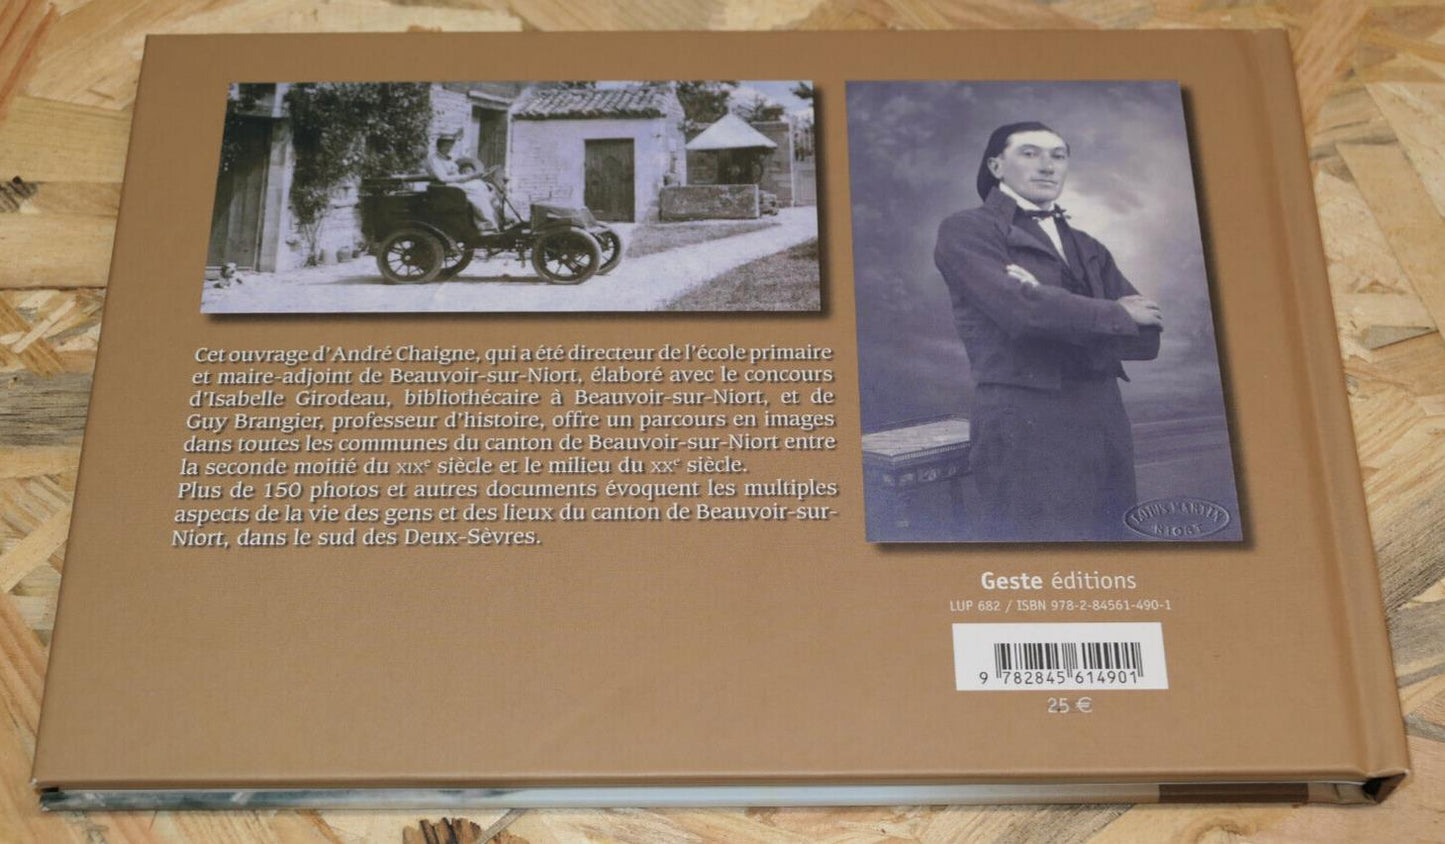 Cet ouvrage d'André Chaigne, qui a été directeur de l'école primaire
et maire-adjoint de Beauvoir-sur-Niort, élaboré avec le concours
d'Isabelle Girodeau, bibliothécaire à Beauvoir-sur-Niort, et de
Guy Brangier, professeur d'histoire, offre un parcours en images
dans toutes les communes du canton de Beauvoir-sur-Niort entre
la seconde moitié du XIXe siècle et le milieu du XXe siècle.
Plus de 150 photos et autres documents évoquent les multiples
aspects de la vie des gens et des lieux du canton de Beauvoir-sur-
Niort, dans le sud des Deux-Sèvres.
MARTIN
NIORT
Geste éditions
LUP 682 / ISBN 978-2-84561-490-1
9 782845 614901
25 €